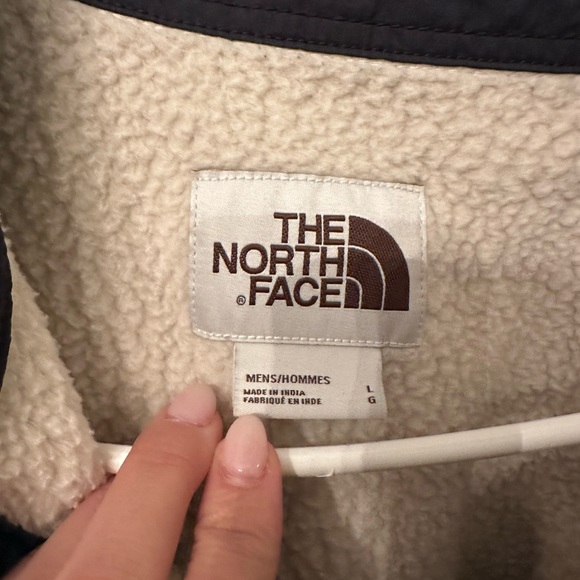 THE
NORTH
® FACE
MENS/HOMMES
MADE IN INDIA L
FABRIQUÉ EN INDE G